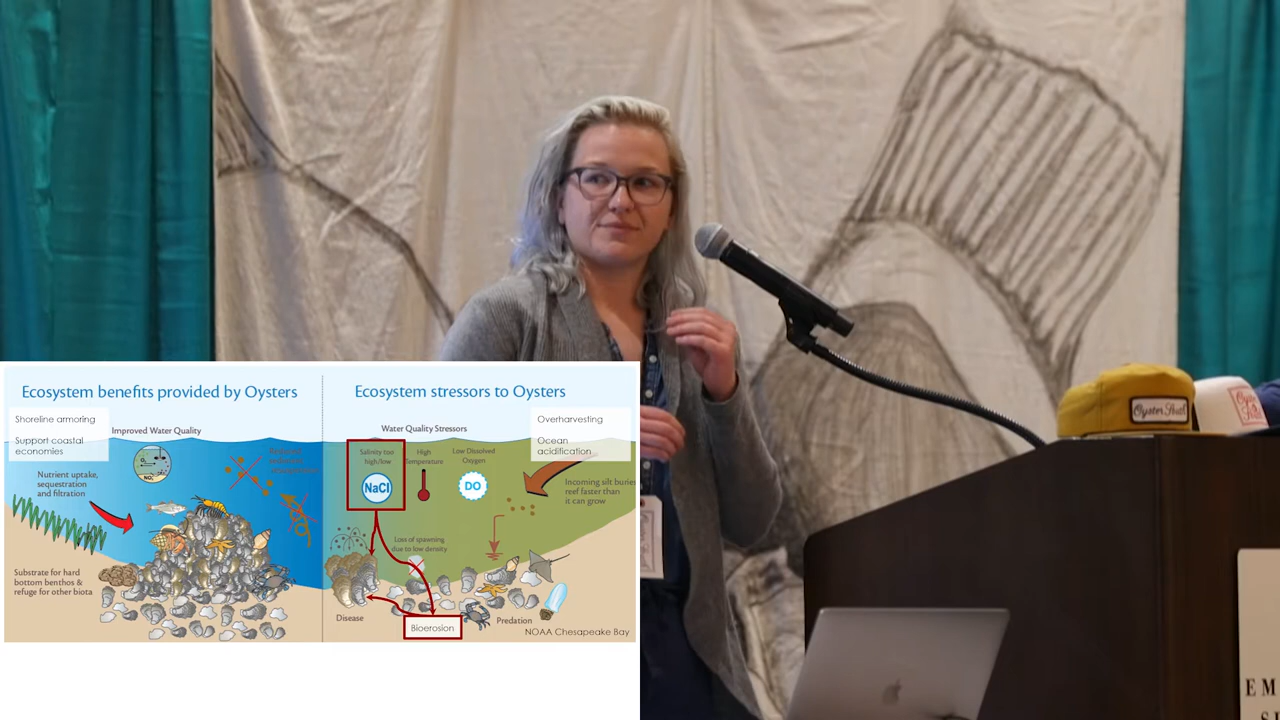 Ecosystem benefits provided by Oysters
Shoreline armoring
Support coastal
economies
Improved Water Quality
Nutrient uptake,
sequestration
and filtration
Substrate for hard
bottom benthos &
refuge for other biota
Ecosystem stressors to Oysters
Water Quality Stressors
Overharvesting
Ocean
acidification
Salinity too
high/low
NaCl
High
Temperature
Low Dissolved
Oxygen
DO
Incoming silt buries
reef faster than
it can grow
Loss of spawning
due to low density
Disease
Bioerosion
Predation
NOAA Chesapeake Bay
Oyster South
EM